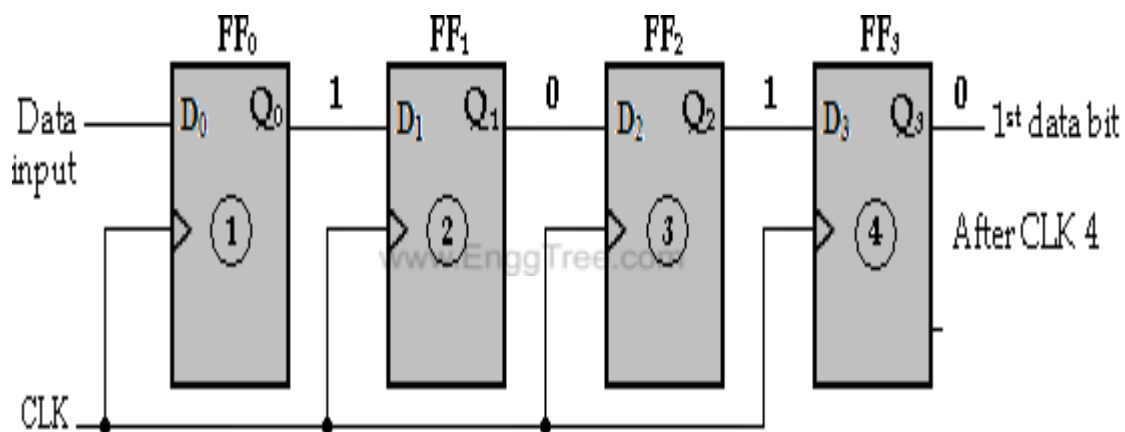 FF₀ FF₁ FF₂ FF₃
Data input
D₀ Q₀ 1 D₁ Q₁ 0 D₂ Q₂ 1 D₃ Q₃ 0 1st data bit
1 2 3 4
After CLK 4
www.EnggTree.com
CLK